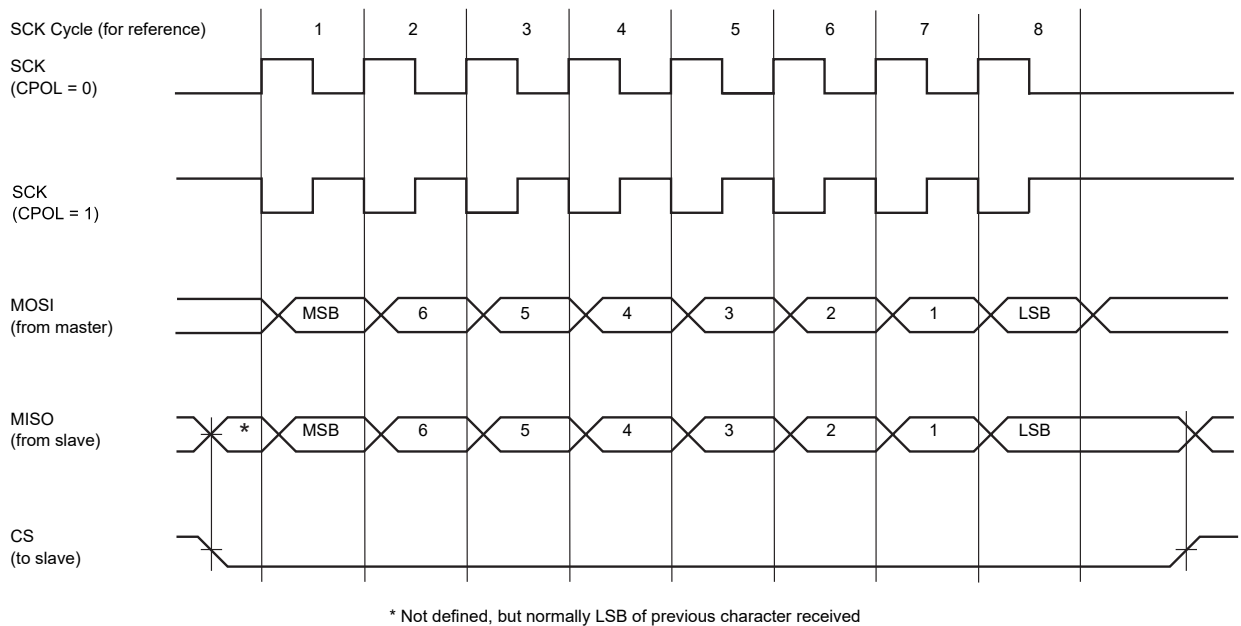 SCK Cycle (for reference) 1 2 3 4 5 6 7 8
SCK
(CPOL = 0)
SCK
(CPOL = 1)
MOSI
(from master)
MSB 6 5 4 3 2 1 LSB
MISO
(from slave)
* MSB 6 5 4 3 2 1 LSB
CS
(to slave)
* Not defined, but normally LSB of previous character received